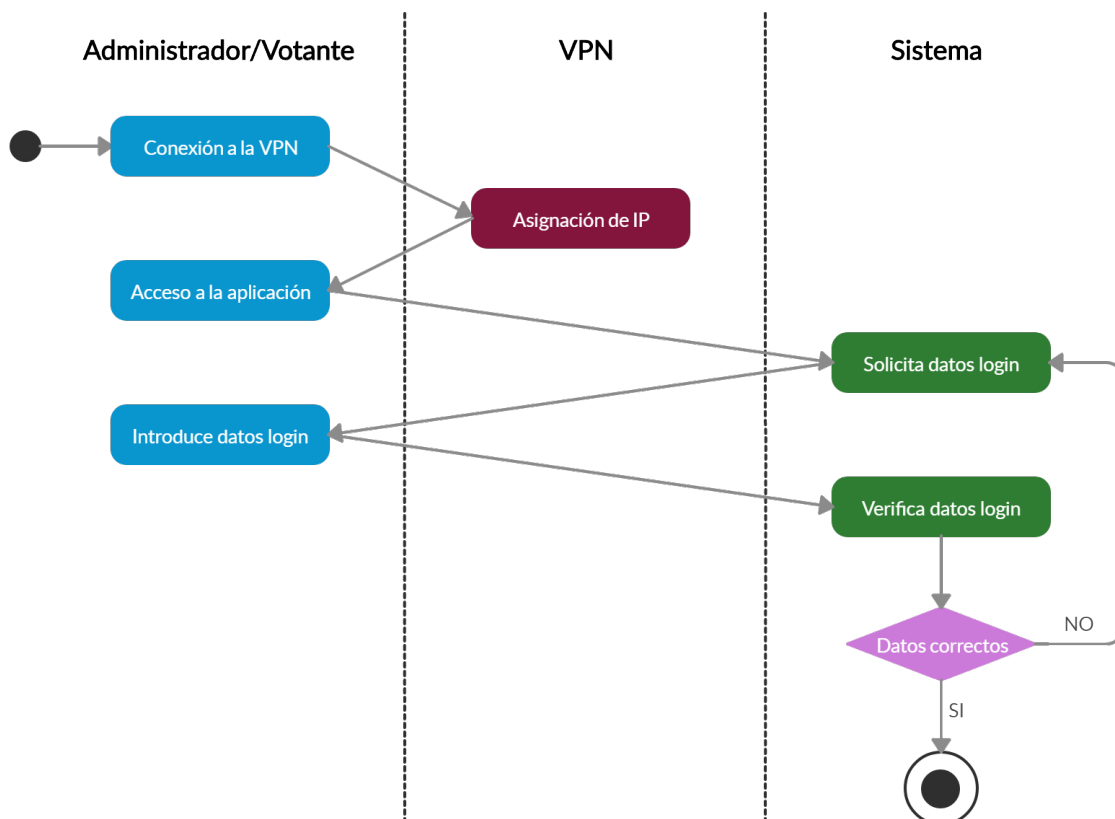 Administrador/Votante
VPN
Sistema
Conexión a la VPN
Asignación de IP
Acceso a la aplicación
Solicita datos login
Introduce datos login
Verifica datos login
Datos correctos
NO
SI